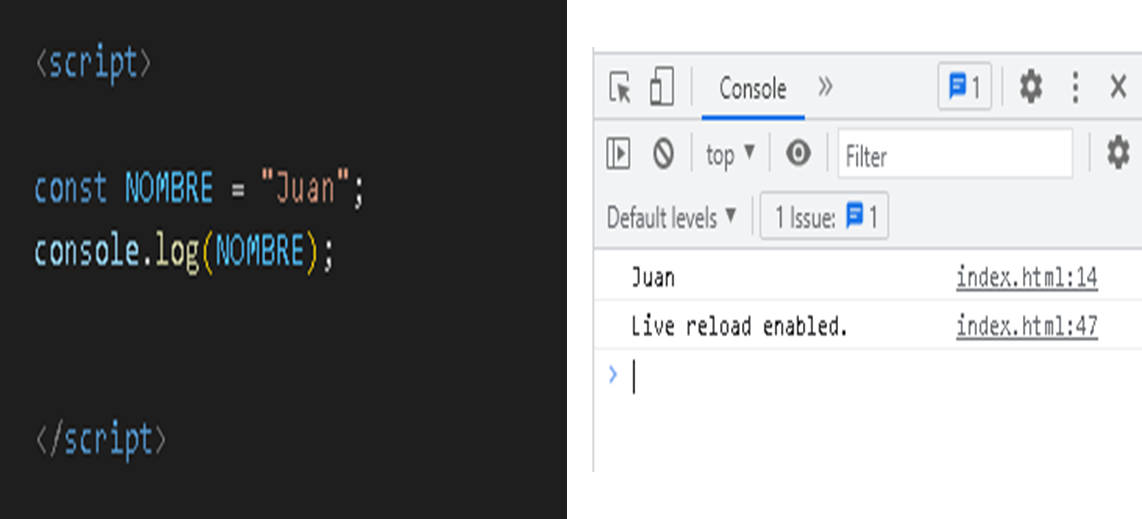 <script>
const NOMBRE = "Juan";
console.log(NOMBRE);
</script>
Console » 1
top ▼ Filter
Default levels ▼ 1 Issue: 1
Juan index.html:14
Live reload enabled. index.html:47
>